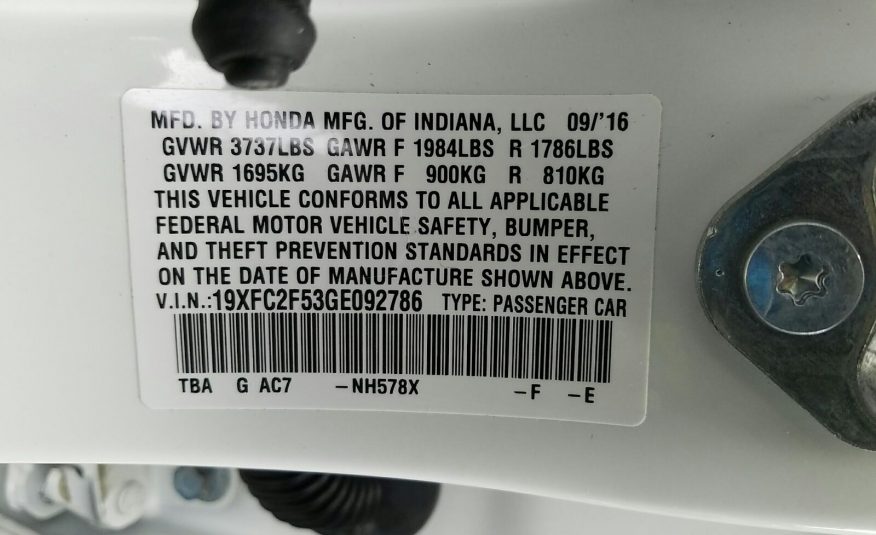 MFD. BY HONDA MFG. OF INDIANA, LLC 09/'16
GVWR 3737LBS GAWR F 1984LBS R 1786LBS
GVWR 1695KG GAWR F 900KG R 810KG
THIS VEHICLE CONFORMS TO ALL APPLICABLE
FEDERAL MOTOR VEHICLE SAFETY, BUMPER,
AND THEFT PREVENTION STANDARDS IN EFFECT
ON THE DATE OF MANUFACTURE SHOWN ABOVE.
V.I.N.:19XFC2F53GE092786 TYPE: PASSENGER CAR
TBA G AC7 -NH578X -F -E